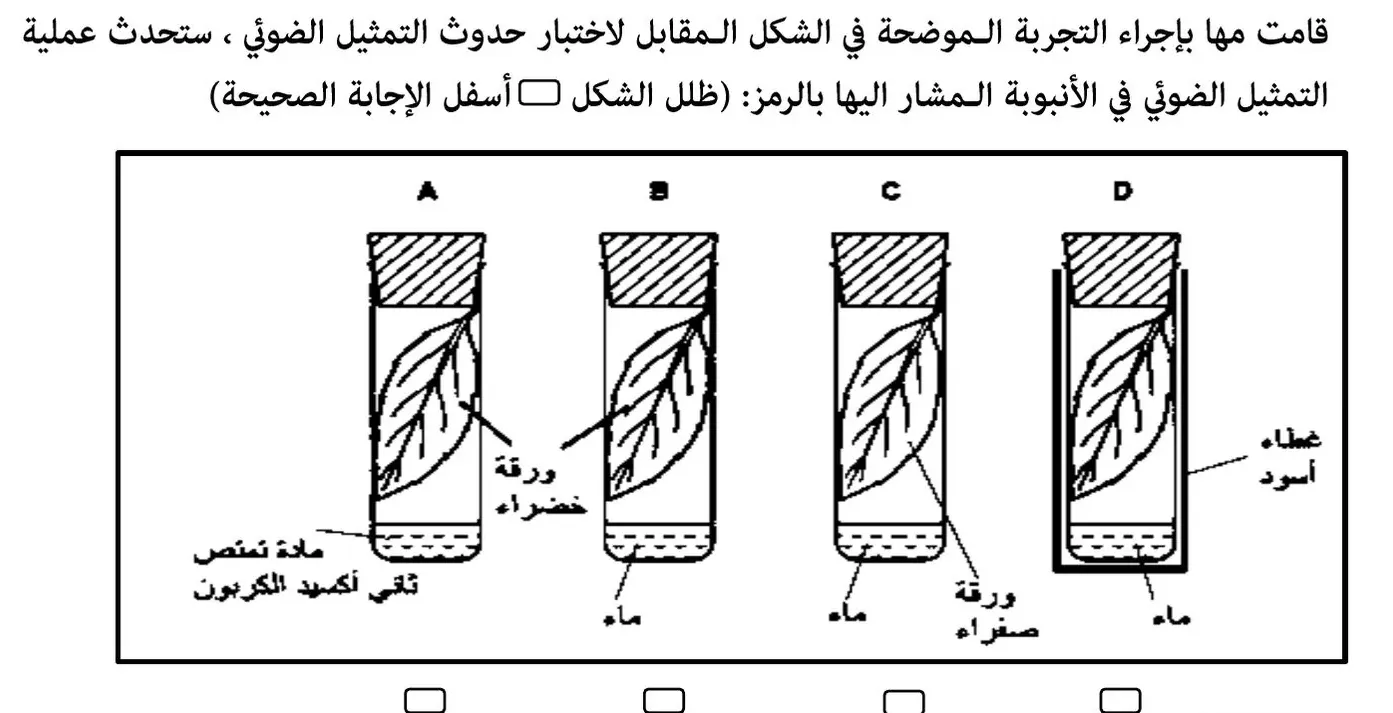 قامت مها بإجراء التجربة الموضحة في الشكل المقابل لاختبار حدوث التمثيل الضوئي ، ستحدث عملية
التمثيل الضوئي في الأنبوبة المشار اليها بالرمز: (ظلل الشكل أسفل الإجابة الصحيحة)
A B C D
ورقة
خضراء
غطاء
أسود
مادة تمتص
ثاني أكسيد الكربون
ماء
ماء
ورقة
صفراء
ماء